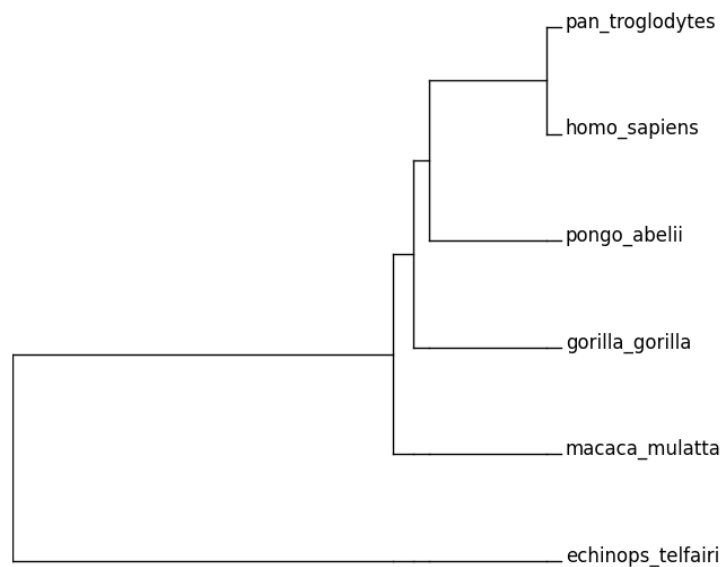 pan_troglodytes
homo_sapiens
pongo_abelii
gorilla_gorilla
macaca_mulatta
echinops_telfairi